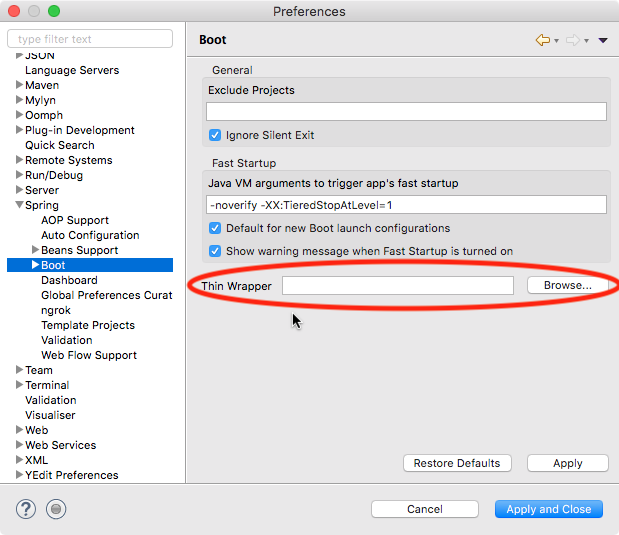 Preferences
type filter text
Boot
JSON
Language Servers
Maven
Mylyn
Oomph
Plug-in Development
Quick Search
Remote Systems
Run/Debug
Server
Spring
AOP Support
Auto Configuration
Beans Support
Boot
Dashboard
Global Preferences Curat
ngrok
Template Projects
Validation
Web Flow Support
Team
Terminal
Validation
Visualiser
Web
Web Services
XML
YEdit Preferences
General
Exclude Projects
Ignore Silent Exit
Fast Startup
Java VM arguments to trigger app's fast startup
-noverify -XX:TieredStopAtLevel=1
Default for new Boot launch configurations
Show warning message when Fast Startup is turned on
Thin Wrapper
Browse...
Restore Defaults
Apply
?
Cancel
Apply and Close